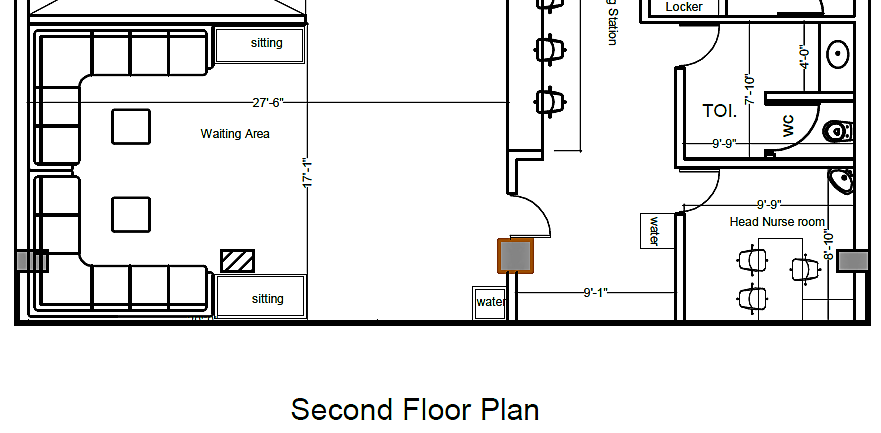 Locker
g Station
sitting
27'-6"
Waiting Area
17'-1"
4'-0"
7'-10"
TOI.
WC
9'-9"
9'-9"
Head Nurse room
8'-10"
water
sitting
water
9'-1"
Second Floor Plan